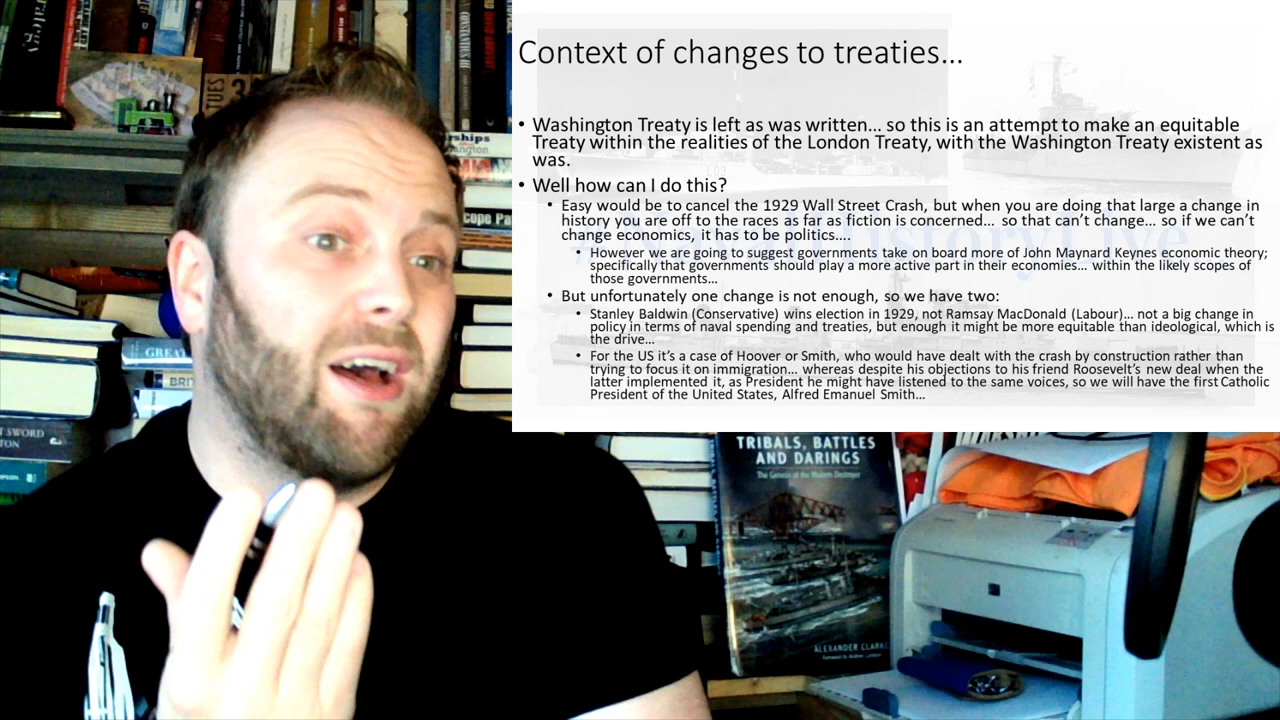 Context of changes to treaties...
• Washington Treaty is left as was written... so this is an attempt to make an equitable
Treaty within the realities of the London Treaty, with the Washington Treaty existent as
was.
• Well how can I do this?
• Easy would be to cancel the 1929 Wall Street Crash, but when you are doing that large a change in
history you are off to the races as far as fiction is concerned... so that can't change... so if we can't
change economics, it has to be politics....
• However we are going to suggest governments take on board more of John Maynard Keynes economic theory;
specifically that governments should play a more active part in their economies... within the likely scopes of
those governments...
• But unfortunately one change is not enough, so we have two:
• Stanley Baldwin (Conservative) wins election in 1929, not Ramsay MacDonald (Labour)... not a big change in
policy in terms of naval spending and treaties, but enough it might be more equitable than ideological, which is
the drive...
• For the US it's a case of Hoover or Smith, who would have dealt with the crash by construction rather than
trying to focus it on immigration... whereas despite his objections to his friend Roosevelt's new deal when the
latter implemented it, as President he might have listened to the same voices, so we will have the first Catholic
President of the United States, Alfred Emanuel Smith...
TRIBALS, BATTLES
AND DARINGS
The Genesis of the Modern Destroyer
ALEXANDER CLARKE